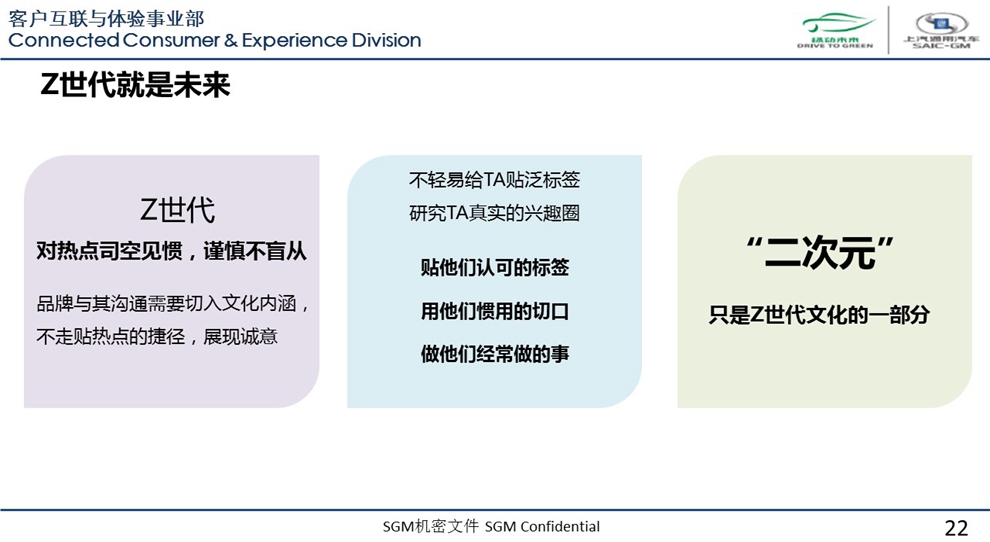 客户互联与体验事业部
Connected Consumer & Experience Division
绿动未来
DRIVE TO GREEN
上汽通用汽车
SAIC-GM
Z世代就是未来
Z世代
对热点司空见惯，谨慎不盲从
品牌与其沟通需要切入文化内涵，
不走贴热点的捷径，展现诚意
不轻易给TA贴泛标签
研究TA真实的兴趣圈
贴他们认可的标签
用他们惯用的切口
做他们经常做的事
“二次元”
只是Z世代文化的一部分
SGM机密文件 SGM Confidential
22